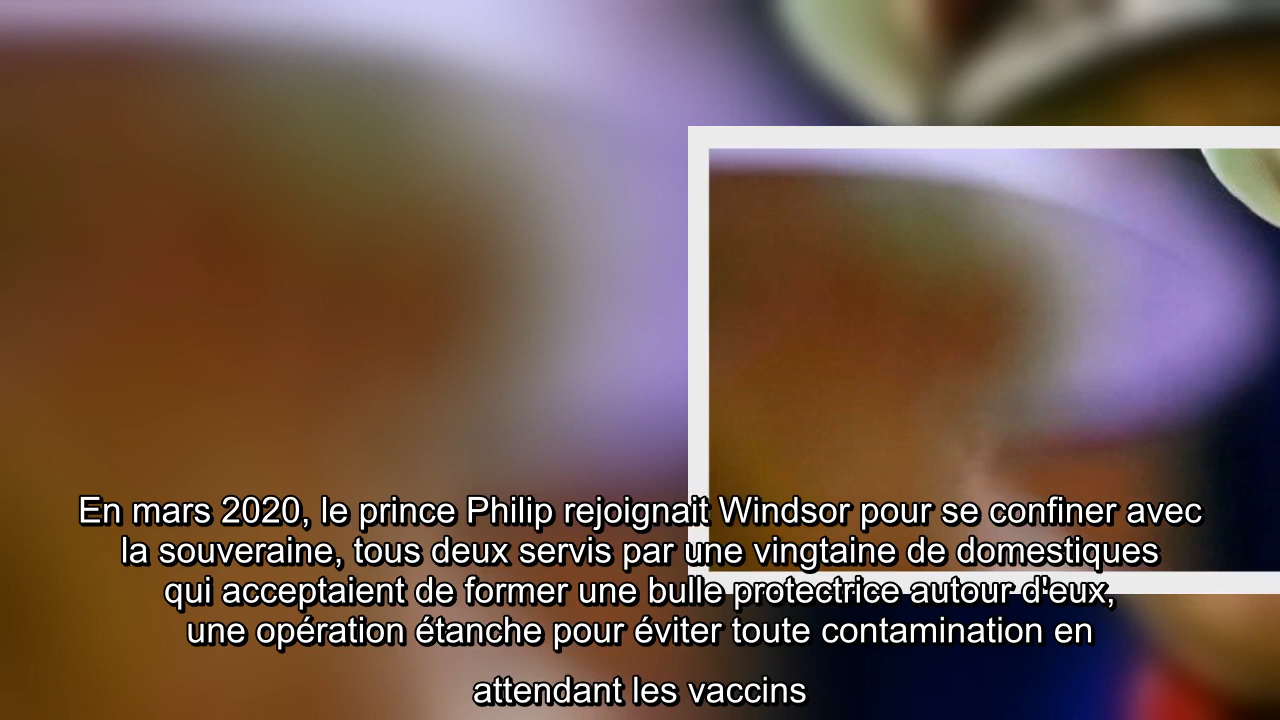 En mars 2020, le prince Philip rejoignait Windsor pour se confiner avec
la souveraine, tous deux servis par une vingtaine de domestiques
qui acceptaient de former une bulle protectrice autour d'eux,
une opération étanche pour éviter toute contamination en
attendant les vaccins